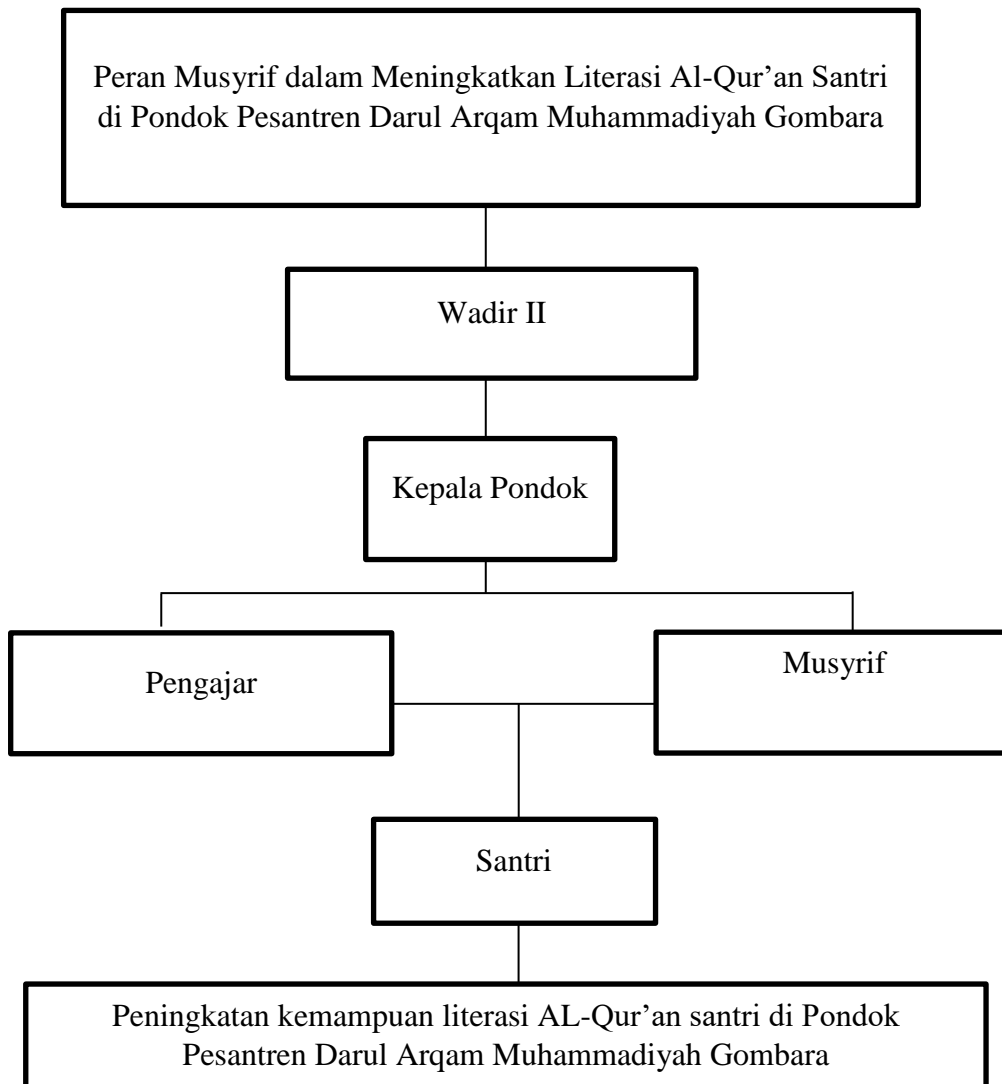 Peran Musyrif dalam Meningkatkan Literasi Al-Qur’an Santri
di Pondok Pesantren Darul Arqam Muhammadiyah Gombara
Wadir II
Kepala Pondok
Pengajar
Musyrif
Santri
Peningkatan kemampuan literasi AL-Qur’an santri di Pondok
Pesantren Darul Arqam Muhammadiyah Gombara